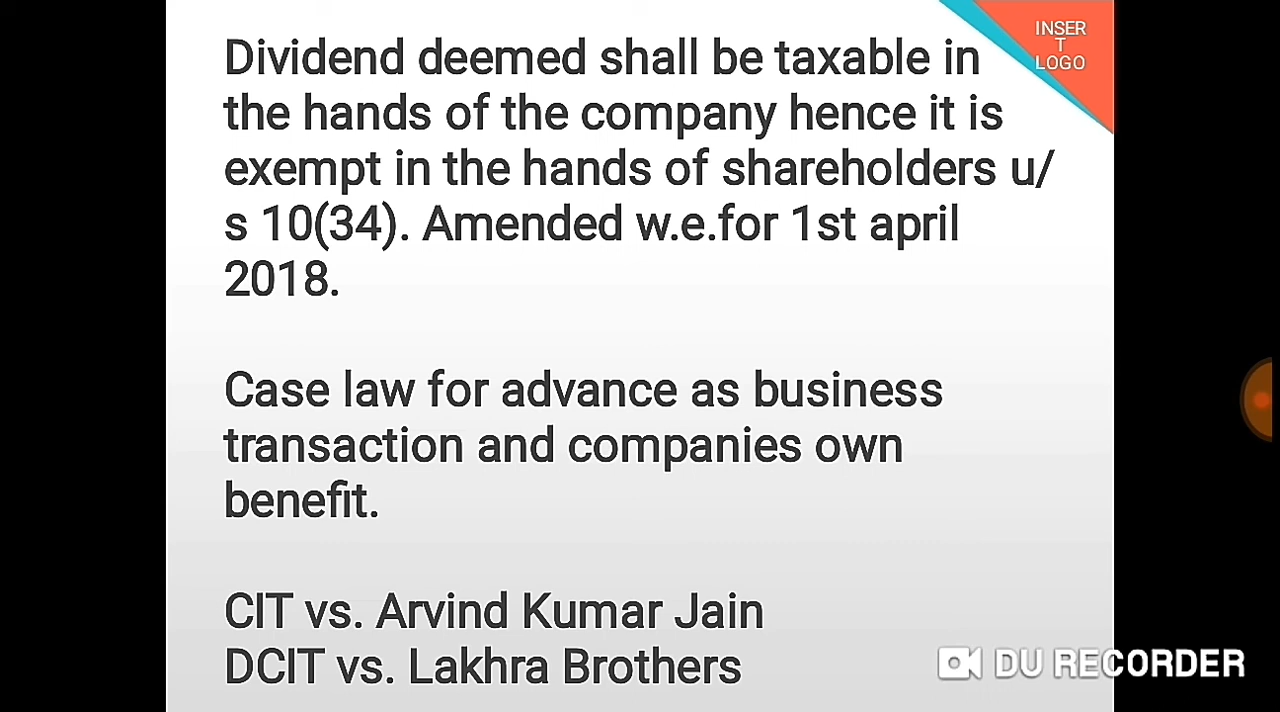 Dividend deemed shall be taxable in
the hands of the company hence it is
exempt in the hands of shareholders u/
s 10(34). Amended w.e.for 1st april
2018.
Case law for advance as business
transaction and companies own
benefit.
CIT vs. Arvind Kumar Jain
DCIT vs. Lakhra Brothers
INSER
T
LOGO
DU RECORDER